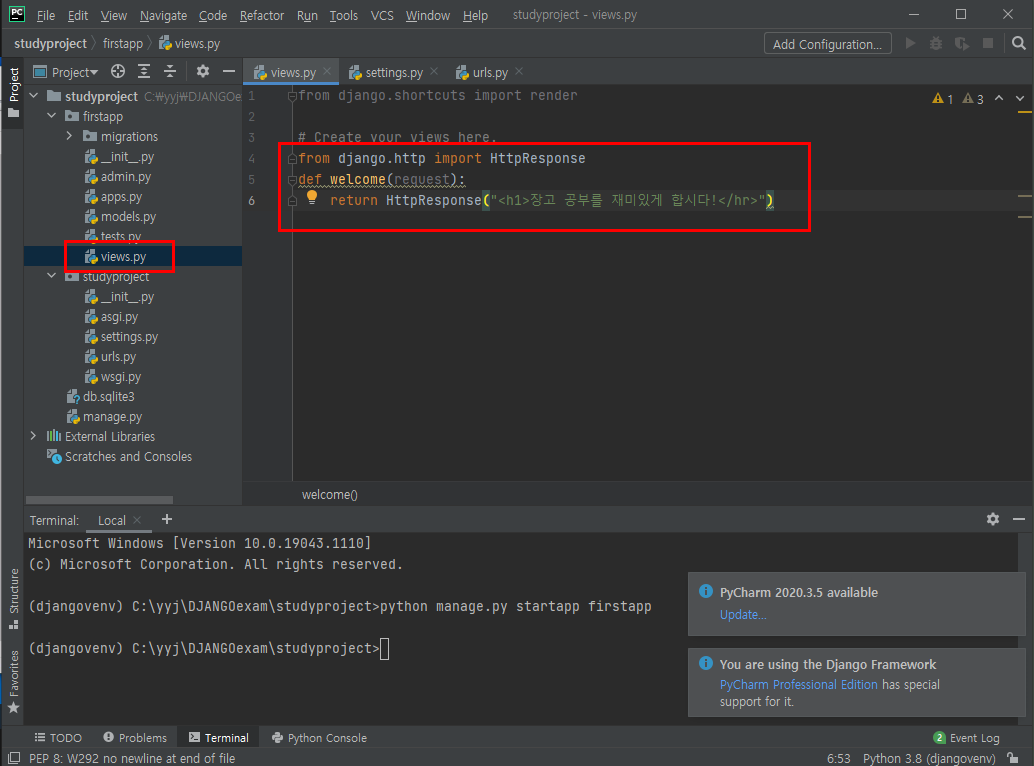 PC File Edit View Navigate Code Refactor Run Tools VCS Window Help studyproject - views.py
studyproject firstapp views.py Add Configuration...
Project
Project views.py settings.py urls.py
studyproject C:\yyj\DJANGOe
firstapp
migrations
__init__.py
admin.py
apps.py
models.py
tests.py
views.py
studyproject
__init__.py
asgi.py
settings.py
urls.py
wsgi.py
db.sqlite3
manage.py
External Libraries
Scratches and Consoles
1 from django.shortcuts import render
1 3
2
3 # Create your views here.
4 from django.http import HttpResponse
5 def welcome(request):
6 return HttpResponse("<h1>장고 공부를 재미있게 합시다!</hr>")
welcome()
Terminal: Local +
Microsoft Windows [Version 10.0.19043.1110]
(c) Microsoft Corporation. All rights reserved.
(djangovenv) C:\yyj\DJANGOexam\studyproject>python manage.py startapp firstapp
(djangovenv) C:\yyj\DJANGOexam\studyproject>
Structure
Favorites
PyCharm 2020.3.5 available
Update...
You are using the Django Framework
PyCharm Professional Edition has special
support for it.
TODO Problems Terminal Python Console 2 Event Log
PEP 8: W292 no newline at end of file 6:53 Python 3.8 (djangovenv)